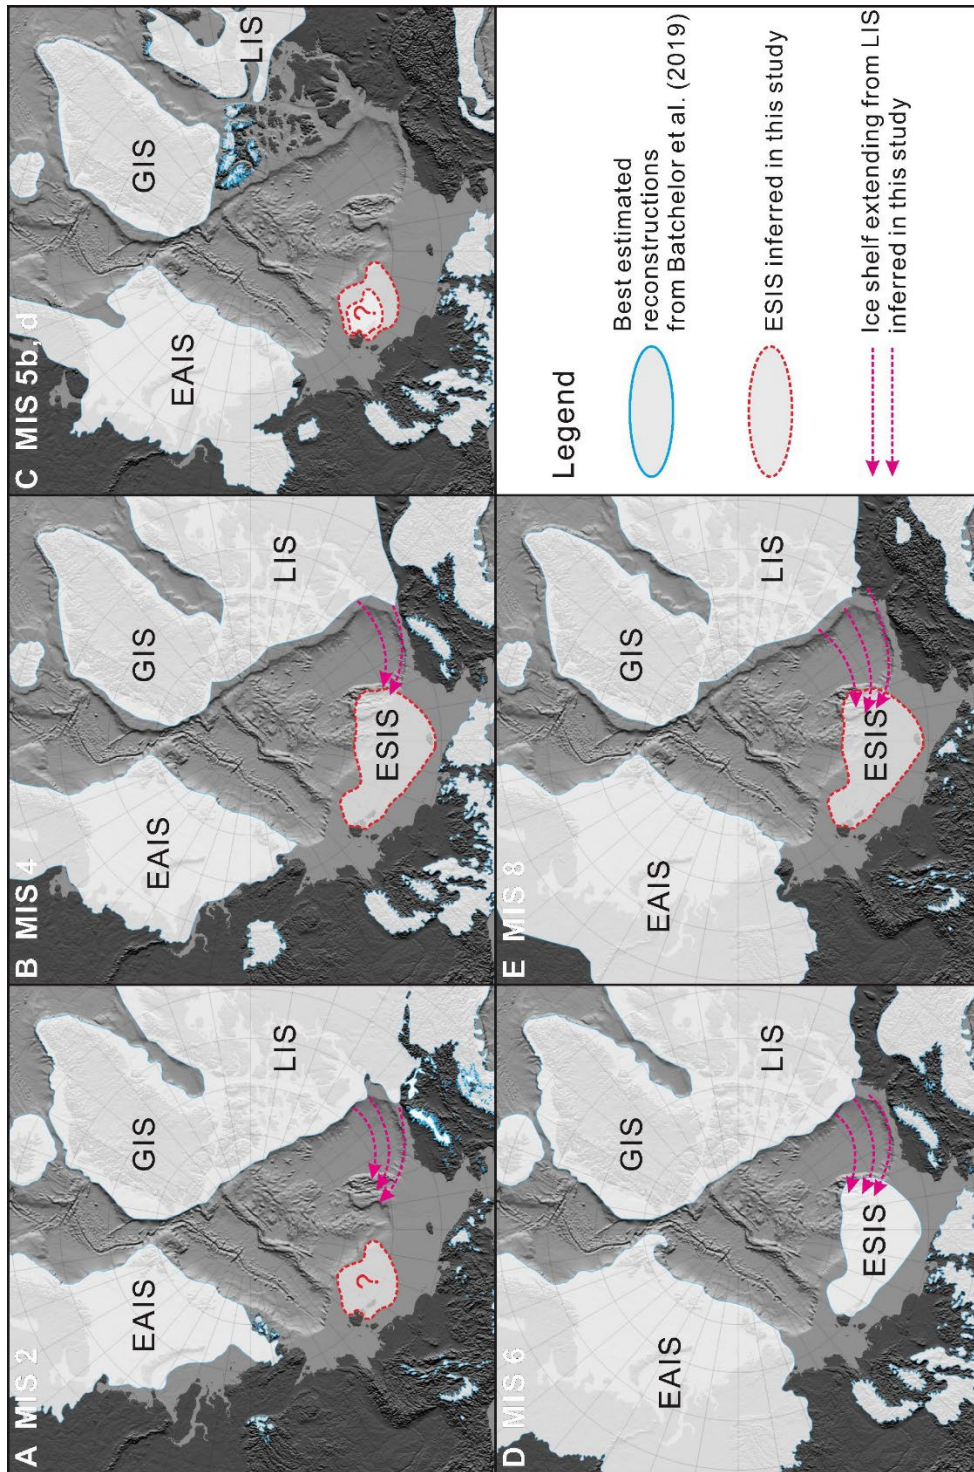 A MIS 2
EAIS
GIS
LIS
?
B MIS 4
EAIS
GIS
LIS
ESIS
C MIS 5b, d
EAIS
GIS
LIS
?
D MIS 6
EAIS
GIS
LIS
ESIS
E MIS 8
EAIS
GIS
LIS
ESIS
Legend
Best estimated
reconstructions
from Batchelor et al. (2019)
ESIS inferred in this study
Ice shelf extending from LIS
inferred in this study